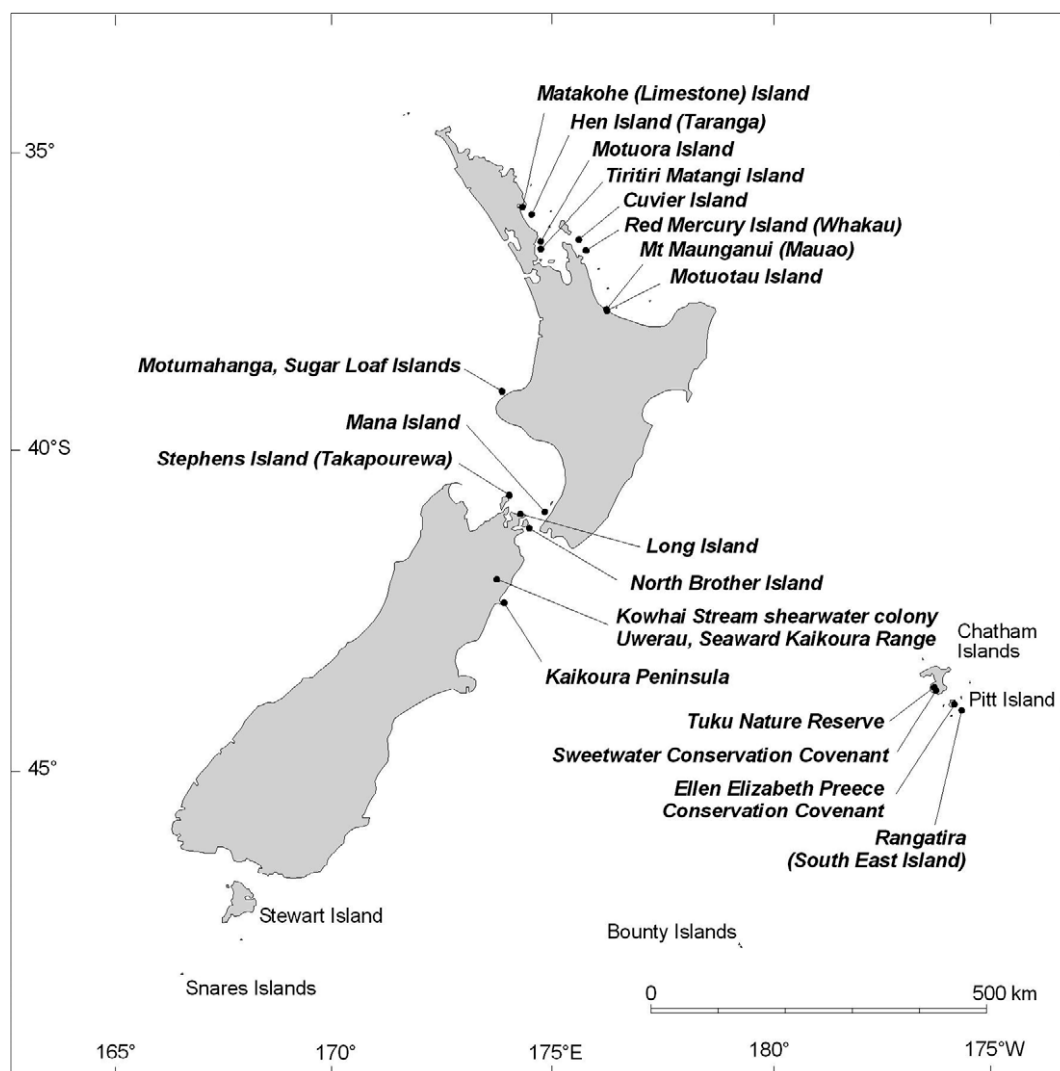 Matakohe (Limestone) Island
Hen Island (Taranga)
35°
Motuora Island
Tiritiri Matangi Island
Cuvier Island
Red Mercury Island (Whakau)
Mt Maunganui (Mauao)
Motuotau Island
Motumahanga, Sugar Loaf Islands
Mana Island
40°S
Stephens Island (Takapourewa)
Long Island
North Brother Island
Kowhai Stream shearwater colony
Uwerau, Seaward Kaikoura Range
Chatham
Islands
Kaikoura Peninsula
Pitt Island
Tuku Nature Reserve
Sweetwater Conservation Covenant
45°
Ellen Elizabeth Preece
Conservation Covenant
Rangatira
(South East Island)
Stewart Island
Bounty Islands
Snares Islands
0 500 km
165° 170° 175°E 180° 175°W